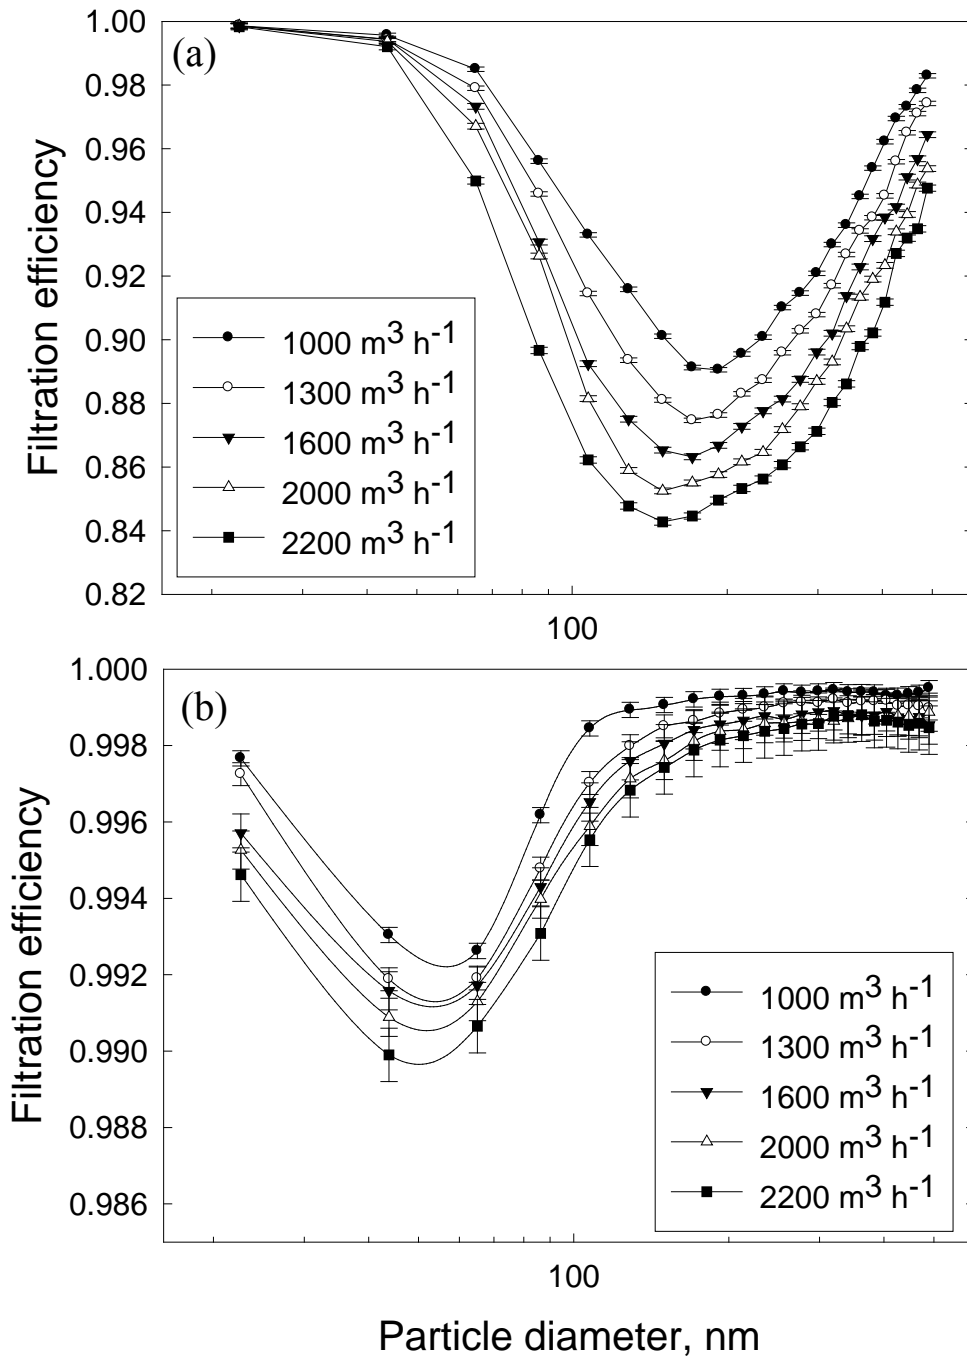 1.00
(a)
0.98
0.96
0.94
0.92
0.90
0.88
0.86
0.84
0.82
Filtration efficiency
1000 m3 h-1
1300 m3 h-1
1600 m3 h-1
2000 m3 h-1
2200 m3 h-1
100
1.000
(b)
0.998
0.996
0.994
0.992
0.990
0.988
0.986
Filtration efficiency
1000 m3 h-1
1300 m3 h-1
1600 m3 h-1
2000 m3 h-1
2200 m3 h-1
100
Particle diameter, nm